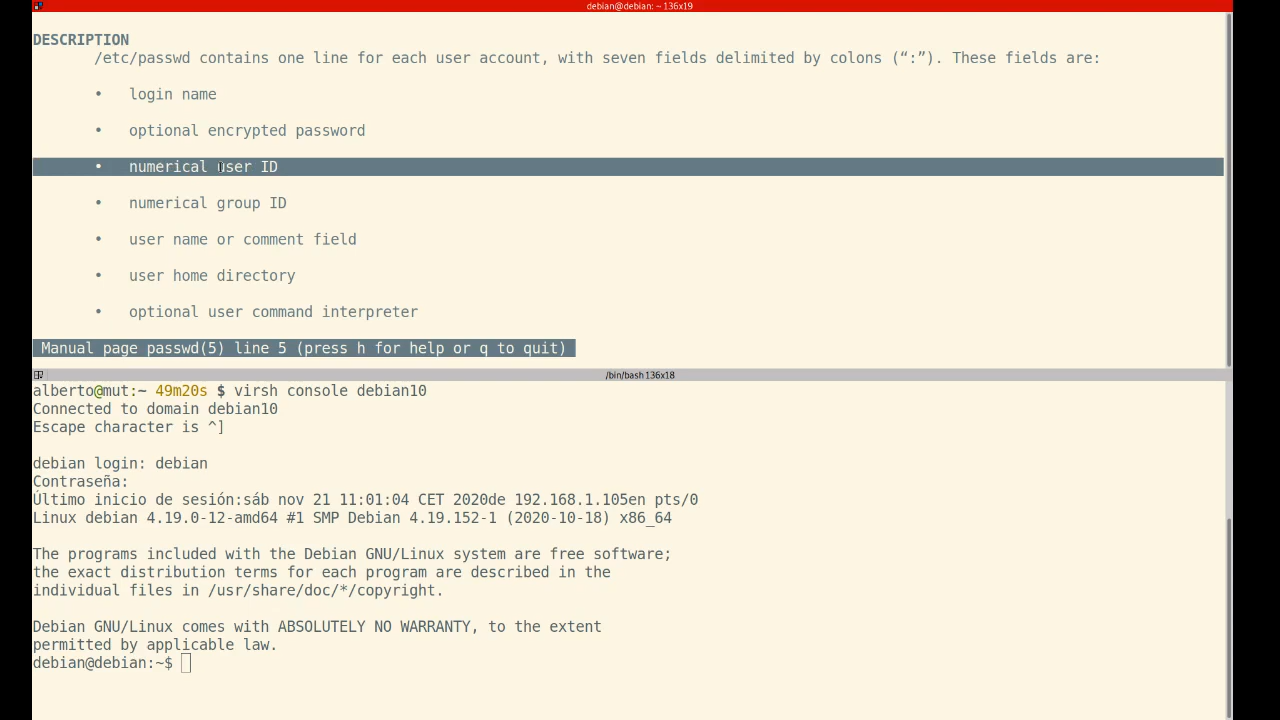 debian@debian: ~ 136x19
DESCRIPTION
/etc/passwd contains one line for each user account, with seven fields delimited by colons (“:”). These fields are:
• login name
• optional encrypted password
• numerical user ID
• numerical group ID
• user name or comment field
• user home directory
• optional user command interpreter
Manual page passwd(5) line 5 (press h for help or q to quit)
/bin/bash 136x18
alberto@mut:~ 49m20s $ virsh console debian10
Connected to domain debian10
Escape character is ^]
debian login: debian
Contraseña:
Último inicio de sesión:sáb nov 21 11:01:04 CET 2020de 192.168.1.105en pts/0
Linux debian 4.19.0-12-amd64 #1 SMP Debian 4.19.152-1 (2020-10-18) x86_64
The programs included with the Debian GNU/Linux system are free software;
the exact distribution terms for each program are described in the
individual files in /usr/share/doc/*/copyright.
Debian GNU/Linux comes with ABSOLUTELY NO WARRANTY, to the extent
permitted by applicable law.
debian@debian:~$